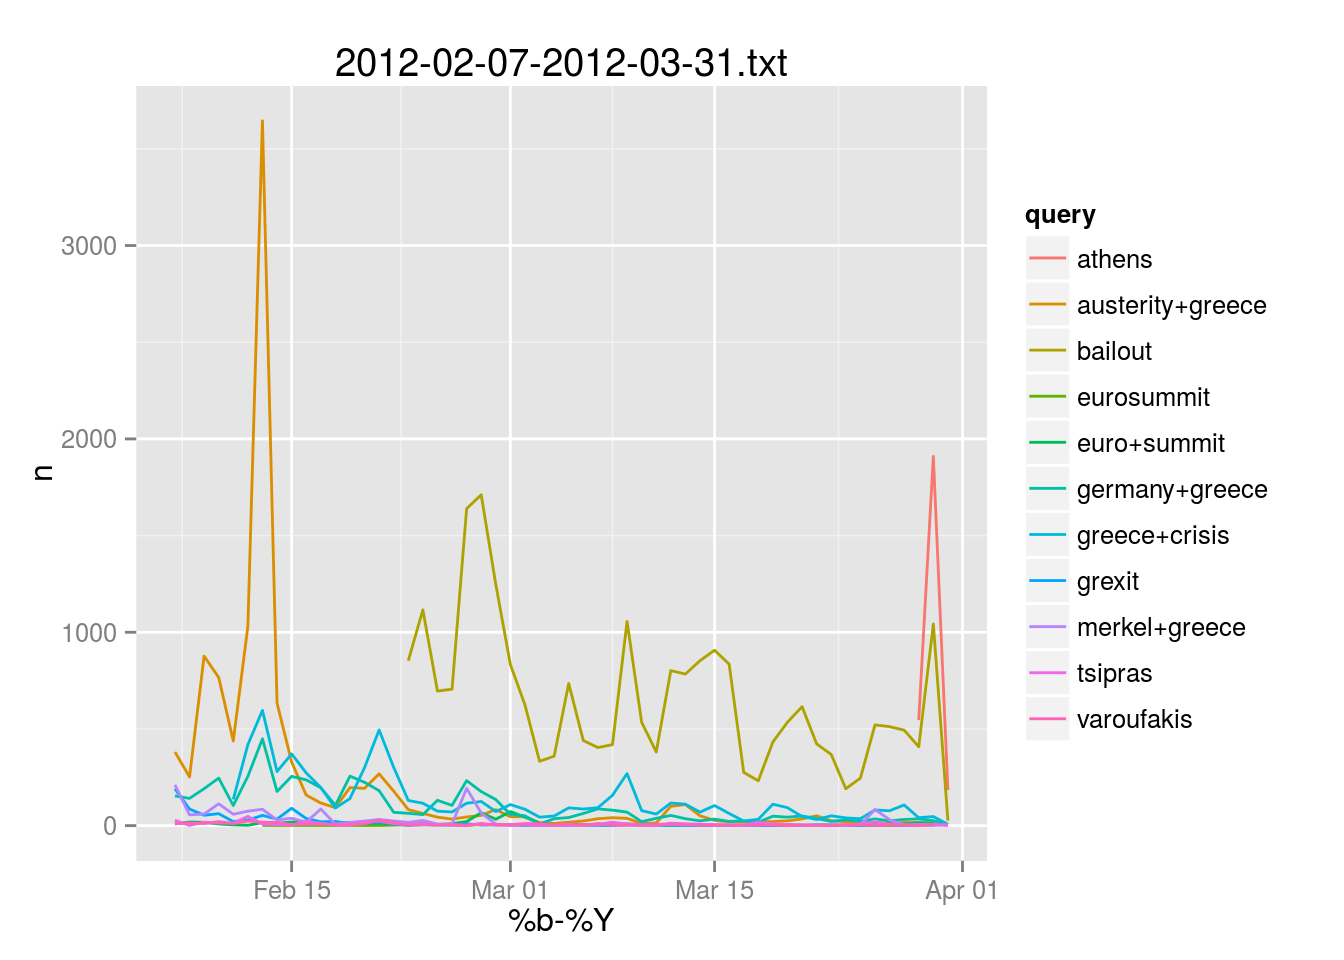 2012-02-07-2012-03-31.txt
n
3000
2000
1000
0
Feb 15
Mar 01
Mar 15
Apr 01
%b-%Y
query
athens
austerity+greece
bailout
eurosummit
euro+summit
germany+greece
greece+crisis
grexit
merkel+greece
tsipras
varoufakis